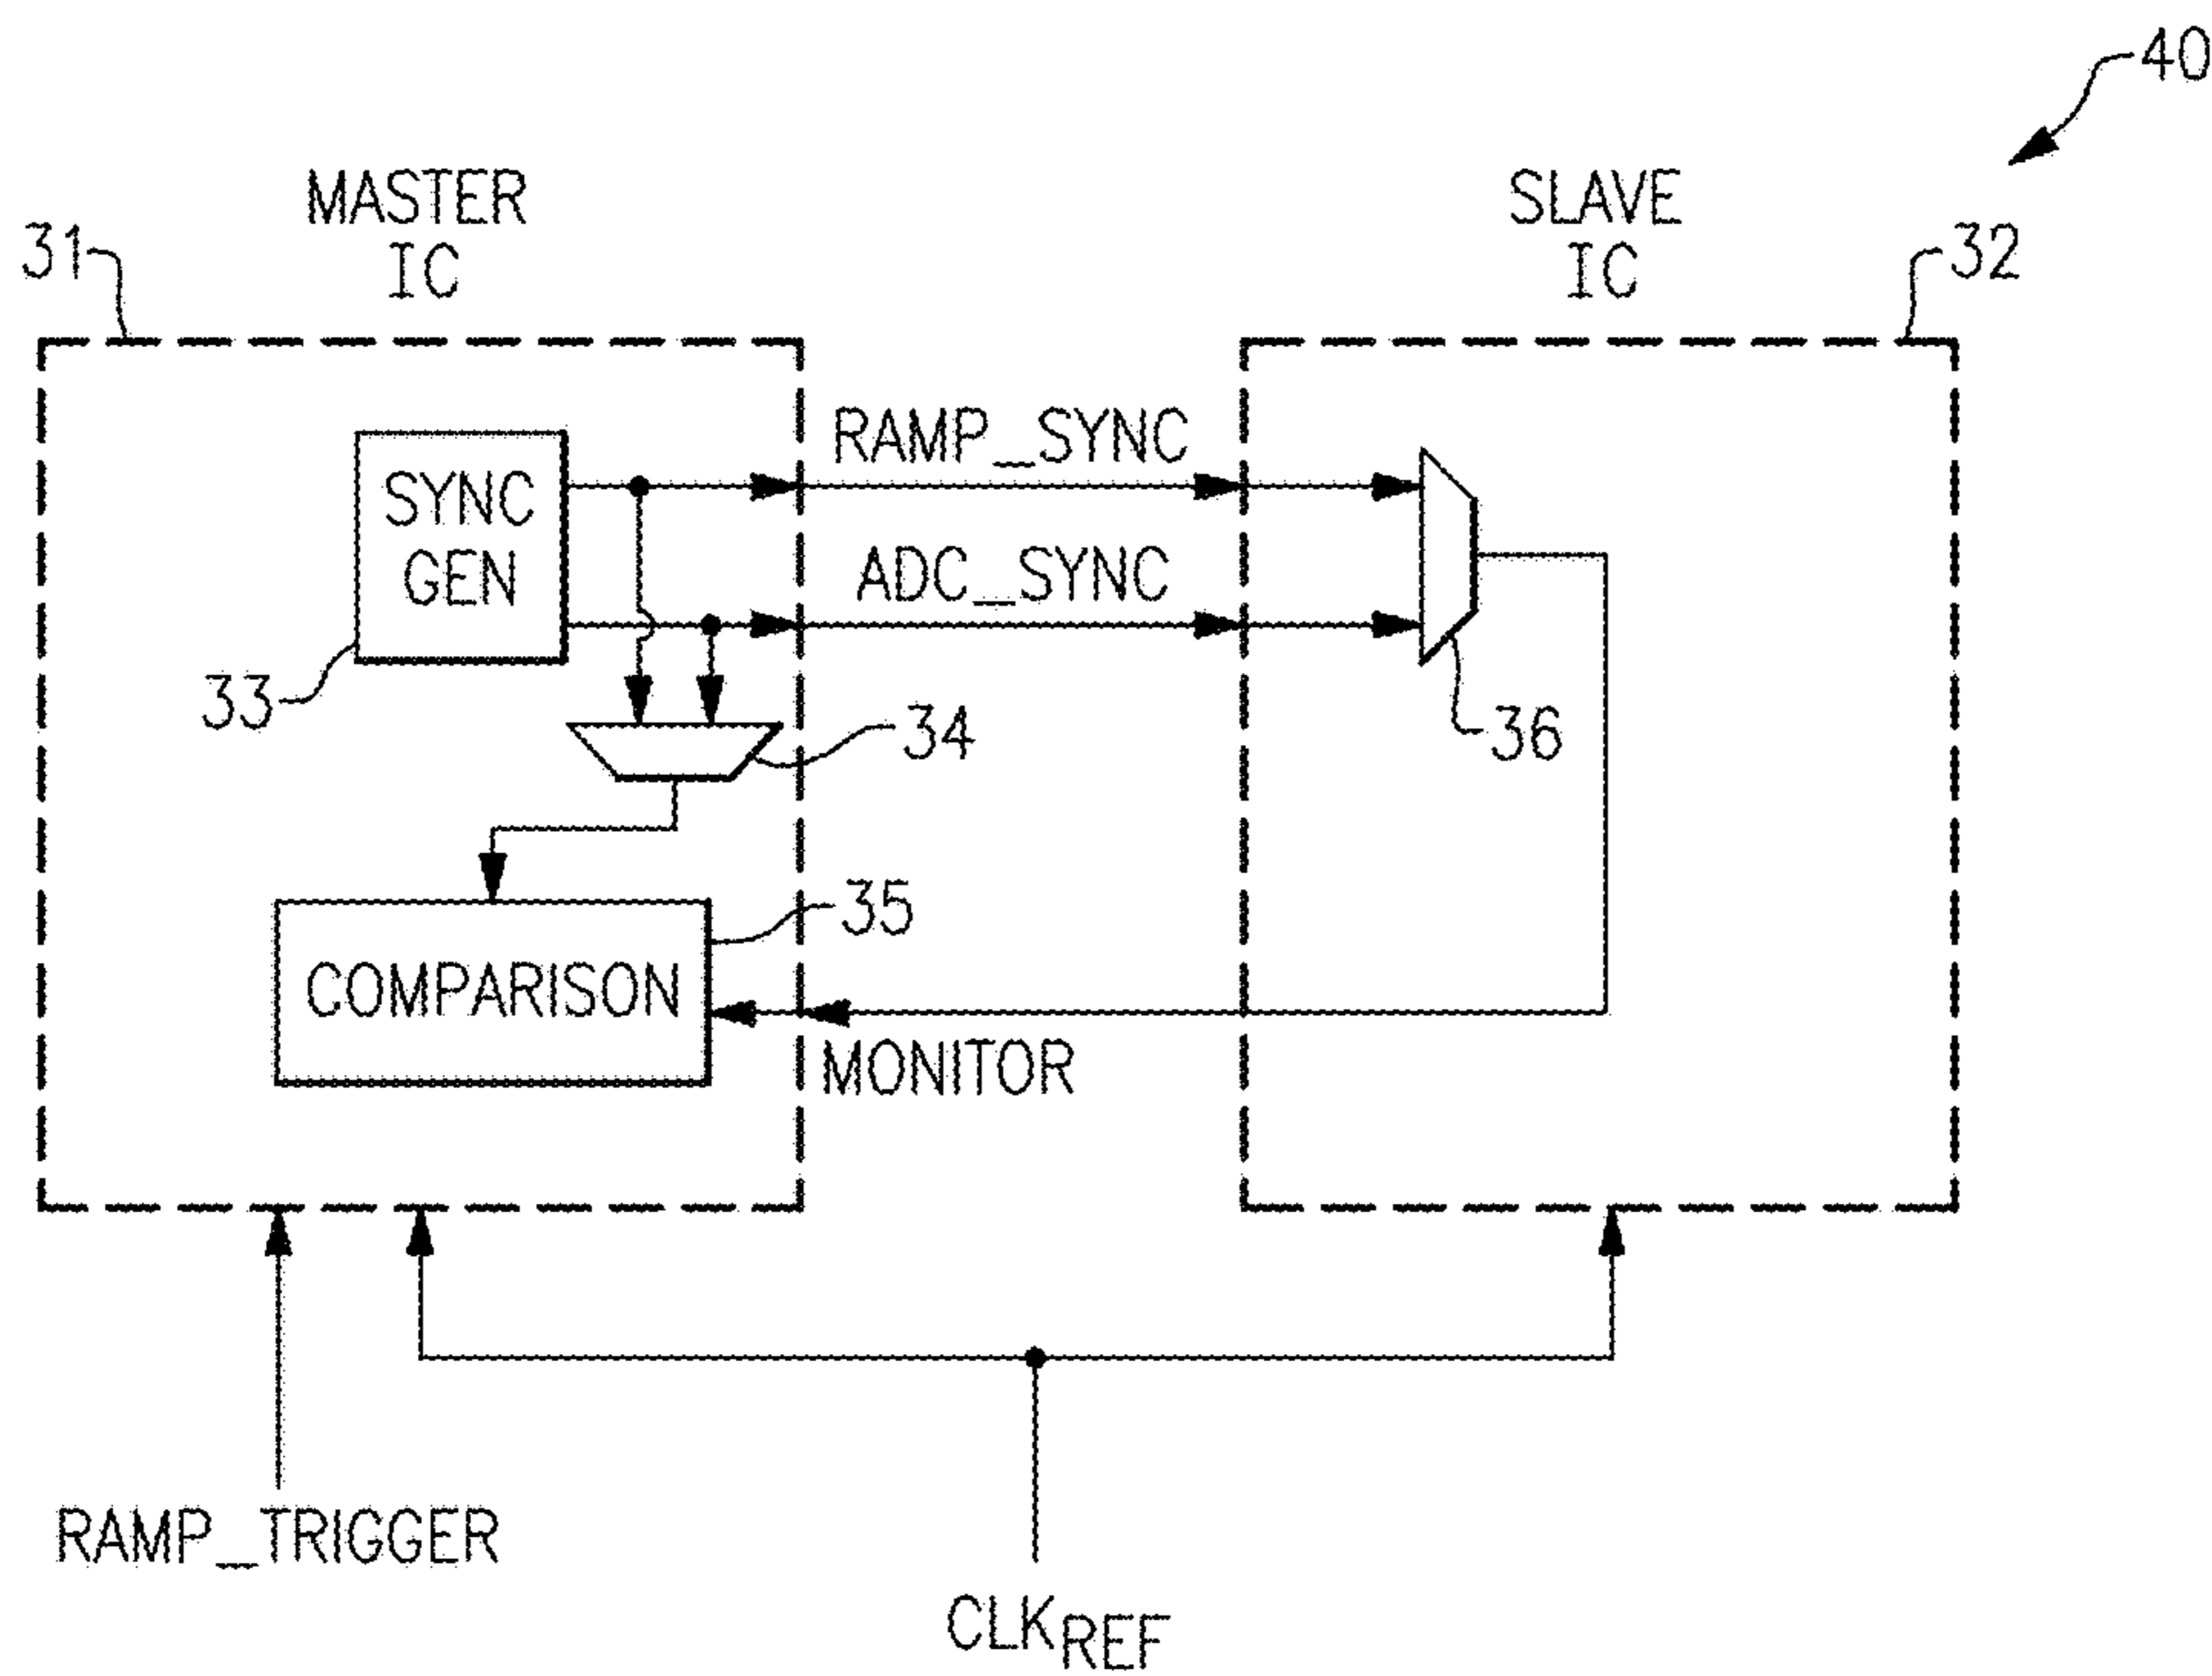 40
MASTER
IC
SLAVE
IC
31
32
RAMP_SYNC
SYNC
GEN
ADC_SYNC
33
34
36
35
COMPARISON
MONITOR
RAMP_TRIGGER
CLKREF